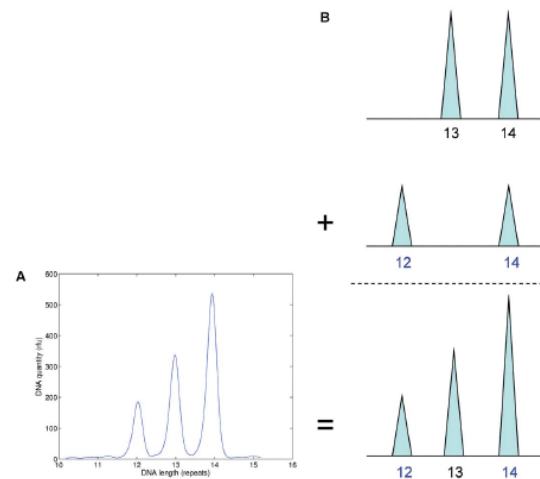 B
13 14
+
12 14
A
600
500
400
300
200
100
0
DNA quantity (rfu)
10 11 12 13 14 15 16
DNA length (repeats)
=
12 13 14